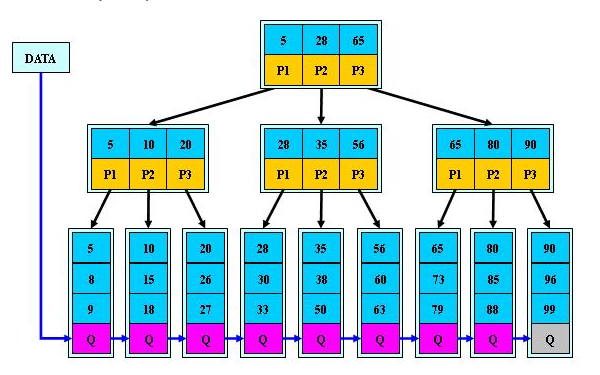 5 28 65
DATA
P1 P2 P3
5 10 20 28 35 56 65 80 90
P1 P2 P3 P1 P2 P3 P1 P2 P3
5 10 20 28 35 56 65 80 90
8 15 26 30 38 60 73 85 96
9 18 27 33 50 63 79 88 99
Q Q Q Q Q Q Q Q Q